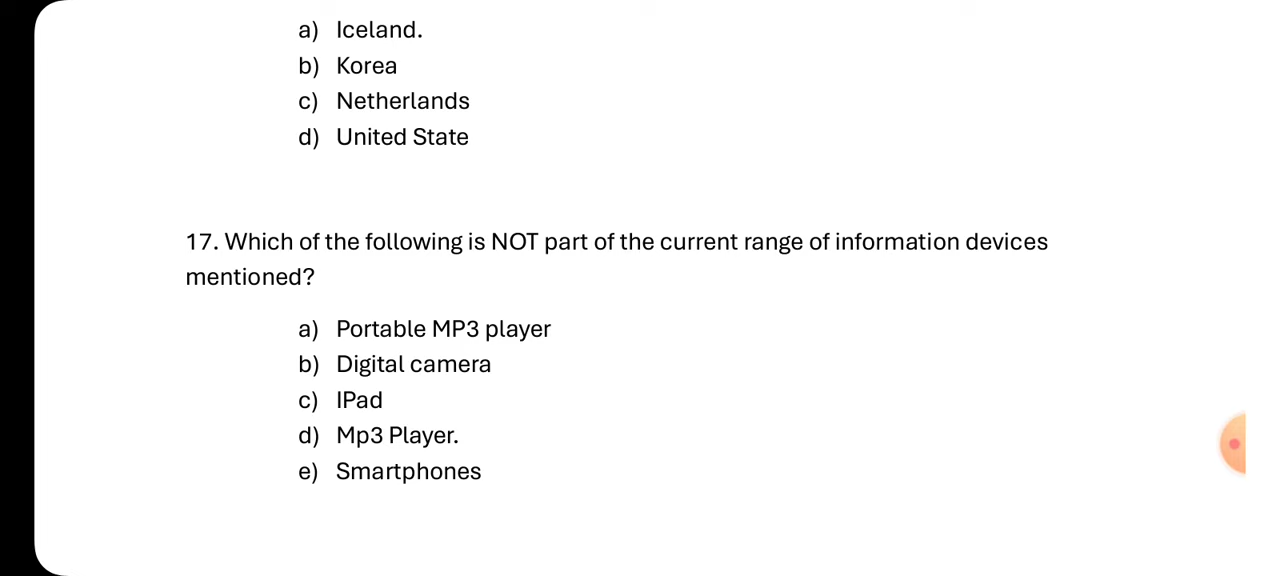 a) Iceland.
b) Korea
c) Netherlands
d) United State
17. Which of the following is NOT part of the current range of information devices
mentioned?
a) Portable MP3 player
b) Digital camera
c) IPad
d) Mp3 Player.
e) Smartphones